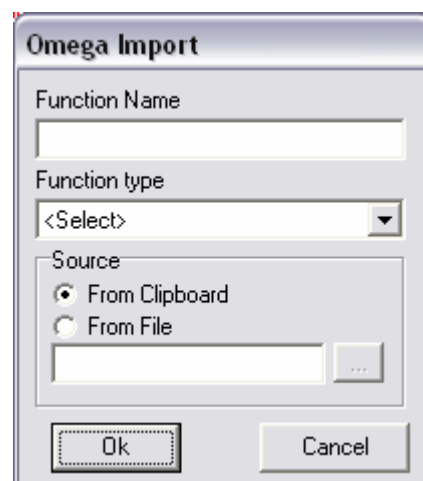 Omega Import
Function Name
Function type
<Select>
Source
From Clipboard
From File
...
Ok Cancel